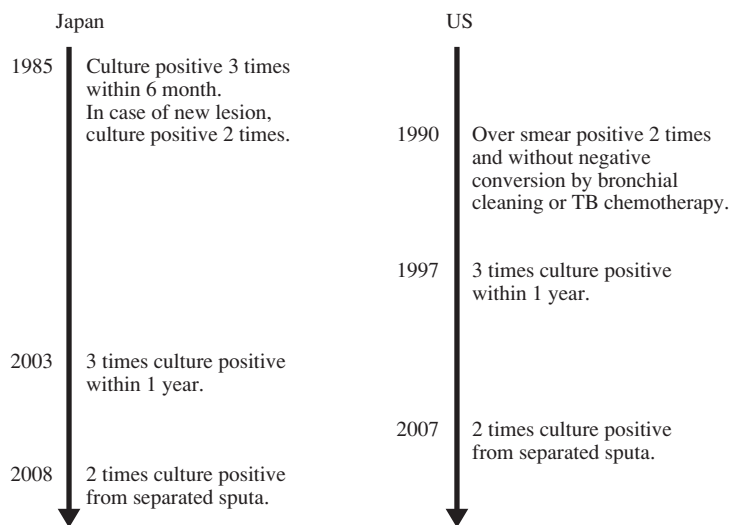 Japan
1985
Culture positive 3 times
within 6 month.
In case of new lesion,
culture positive 2 times.
2003
3 times culture positive
within 1 year.
2008
2 times culture positive
from separated sputa.
US
1990
Over smear positive 2 times
and without negative
conversion by bronchial
cleaning or TB chemotherapy.
1997
3 times culture positive
within 1 year.
2007
2 times culture positive
from separated sputa.